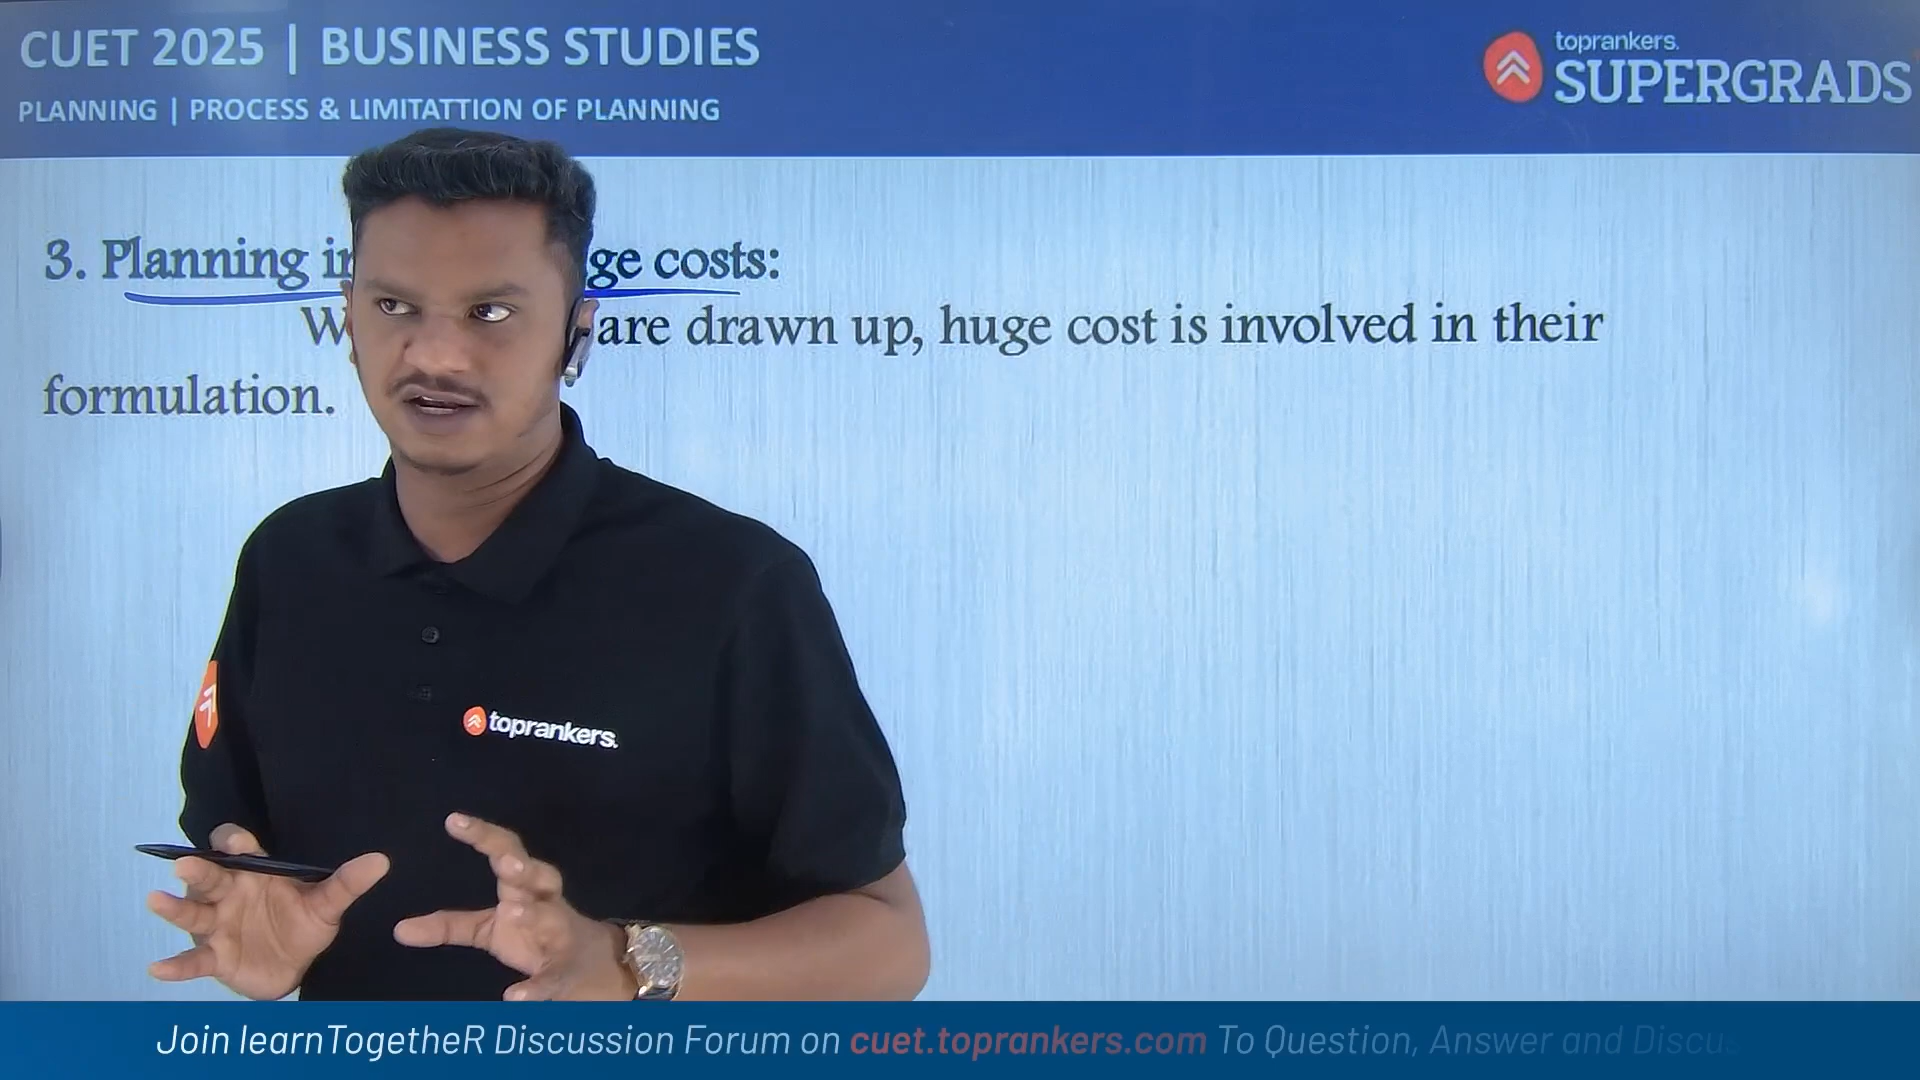 CUET 2025 | BUSINESS STUDIES
PLANNING | PROCESS & LIMITATTION OF PLANNING
toprankers.
SUPERGRADS
3. Planning costs:
are drawn up, huge cost is involved in their
formulation.
toprankers.
Join learnTogetheR Discussion Forum on cuet.toprankers.com To Question, Answer and